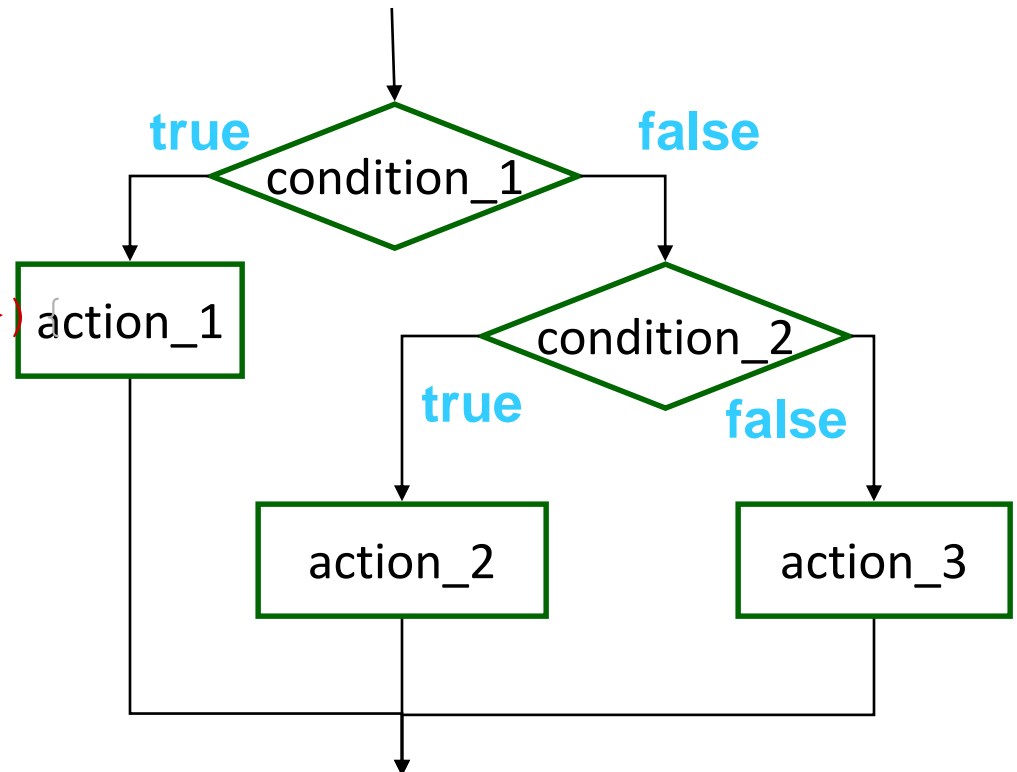 true
false
condition_1
) {
action_1
condition_2
true
false
action_2
action_3